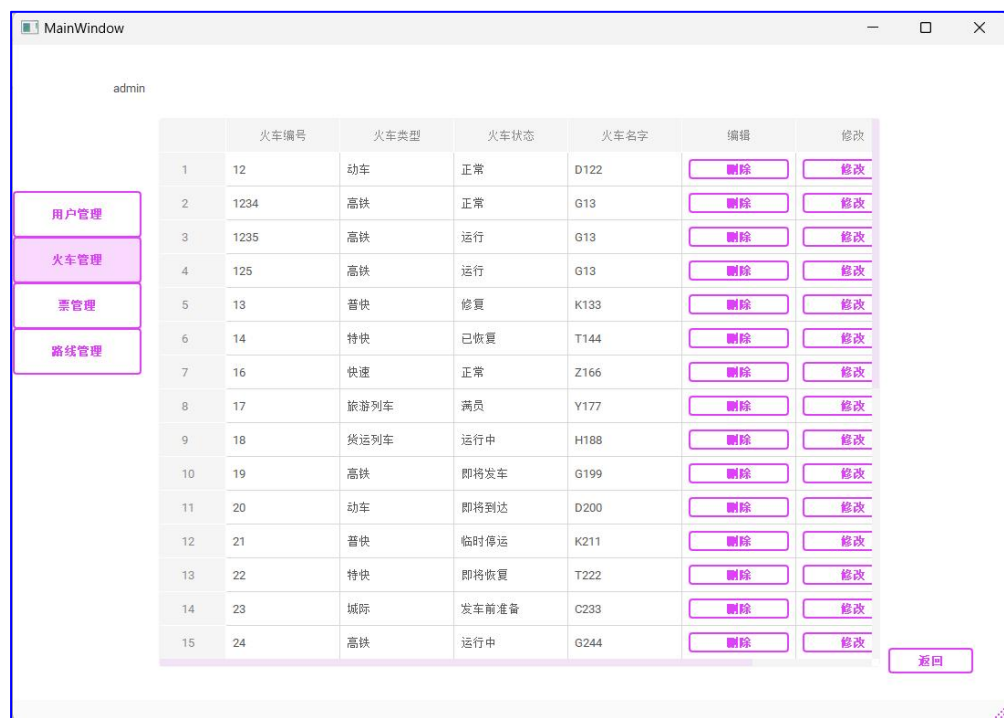 MainWindow
admin
火车编号 火车类型 火车状态 火车名字 编辑 修改
1 12 动车 正常 D122 删除 修改
2 1234 高铁 正常 G13 删除 修改
3 1235 高铁 运行 G13 删除 修改
4 125 高铁 运行 G13 删除 修改
5 13 普快 修复 K133 删除 修改
6 14 特快 已恢复 T144 删除 修改
7 16 快速 正常 Z166 删除 修改
8 17 旅游列车 满员 Y177 删除 修改
9 18 货运列车 运行中 H188 删除 修改
10 19 高铁 即将发车 G199 删除 修改
11 20 动车 即将到达 D200 删除 修改
12 21 普快 临时停运 K211 删除 修改
13 22 特快 即将恢复 T222 删除 修改
14 23 城际 发车前准备 C233 删除 修改
15 24 高铁 运行中 G244 删除 修改
用户管理
火车管理
票管理
路线管理
返回